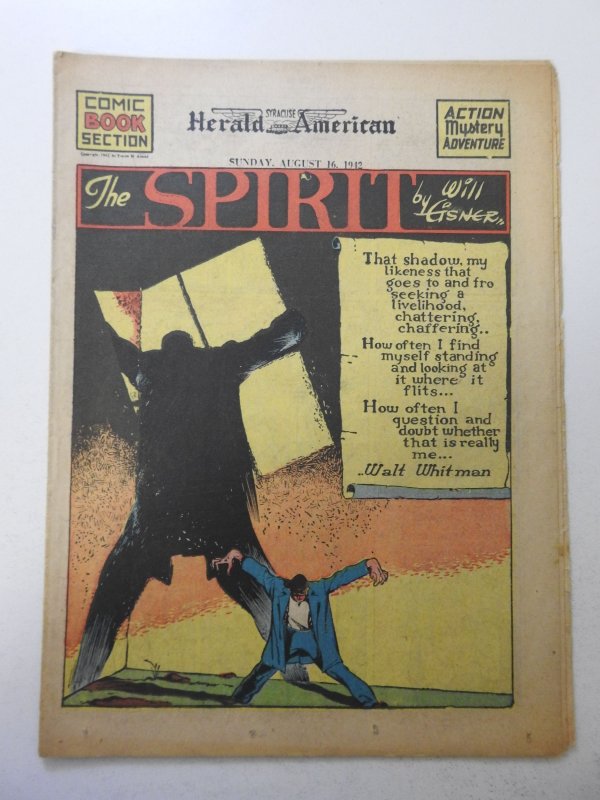 COMIC
BOOK
SECTION
SYRACUSE
Herald American
SUNDAY, AUGUST 16, 1942
ACTION
Mystery
ADVENTURE
The SPIRIT by Will Eisner
That shadow, my
likeness that
goes to and fro
seeking a
livelihood,
chattering,
chaffering..
How often I find
myself standing
and looking at
it where it
flits...
How often I
question and
doubt whether
that is really
me...
..Walt Whitman